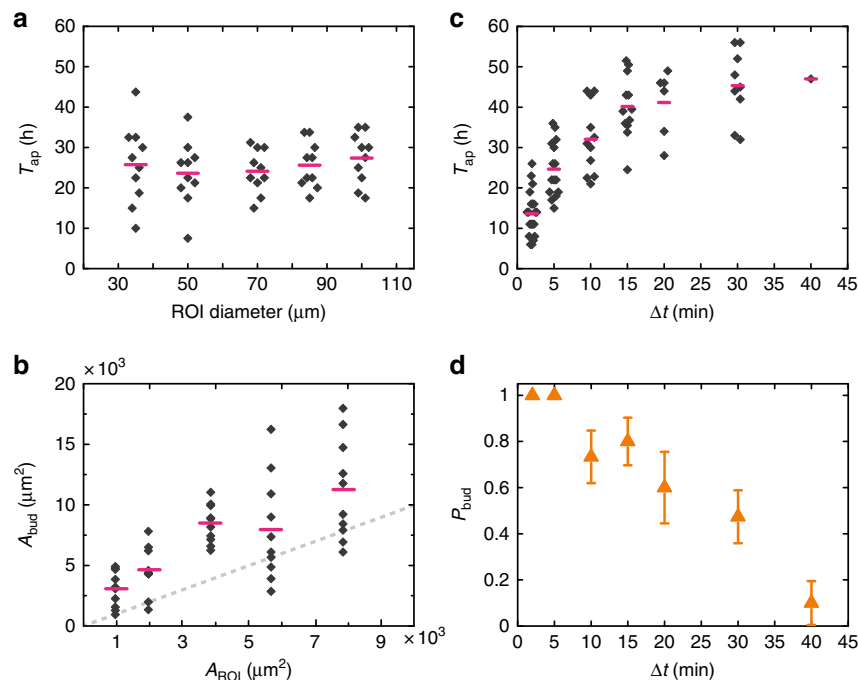 a
60
50
40
30
20
10
0
T_ap (h)
30 50 70 90 110
ROI diameter (μm)
c
60
50
40
30
20
10
0
T_ap (h)
0 5 10 15 20 25 30 35 40 45
Δt (min)
b
× 10³
20
15
10
5
0
A_bud (μm²)
1 3 5 7 9
× 10³
A_ROI (μm²)
d
1
0.8
0.6
0.4
0.2
0
P_bud
0 5 10 15 20 25 30 35 40 45
Δt (min)